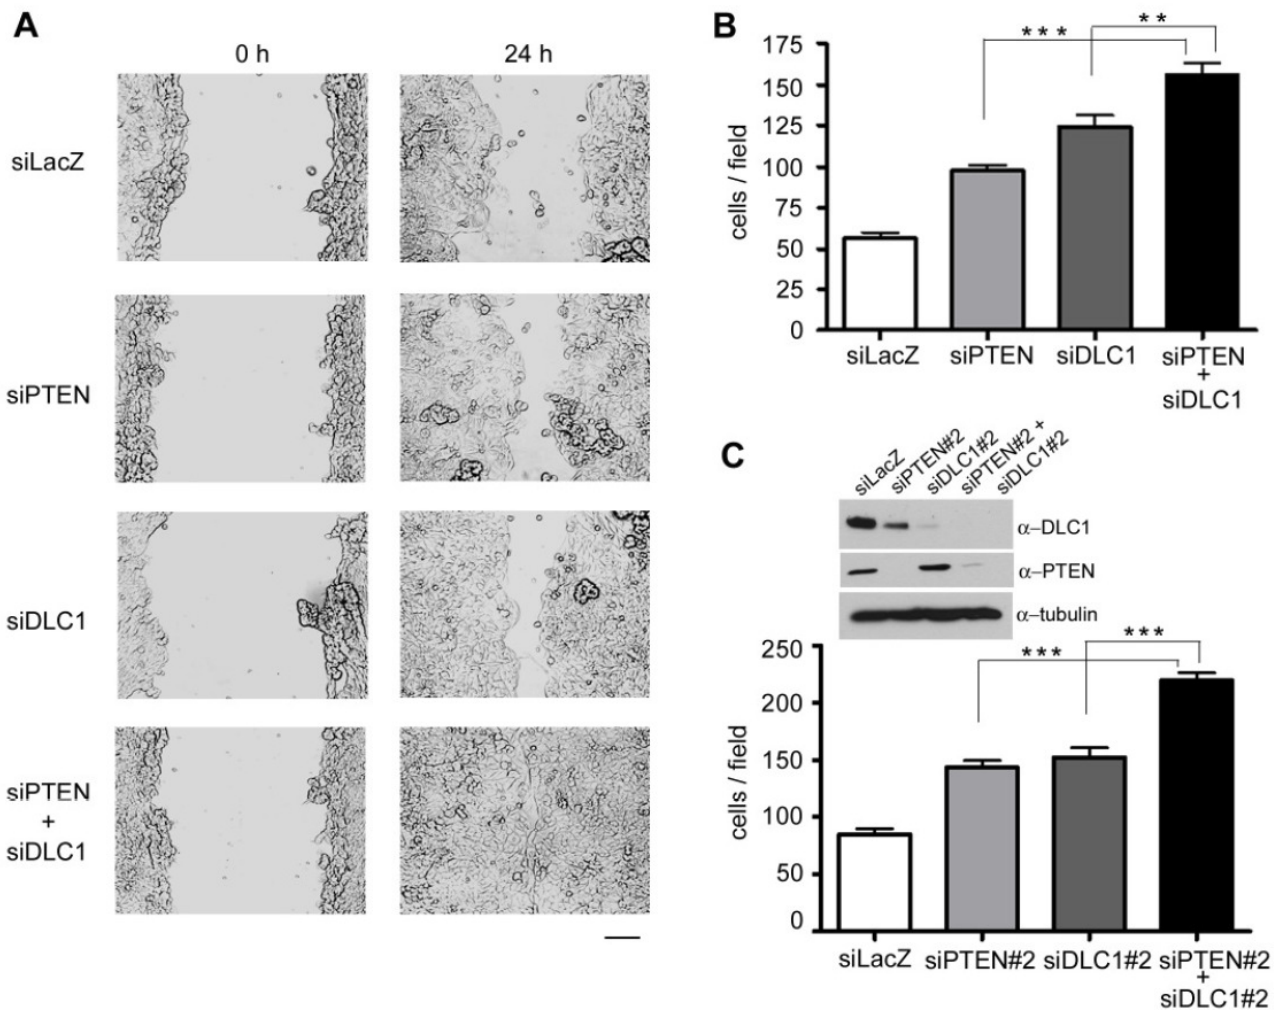 A
0 h
24 h
siLacZ
siPTEN
siDLC1
siPTEN
+
siDLC1
B
***
**
175
150
125
100
75
50
25
0
cells / field
siLacZ
siPTEN
siDLC1
siPTEN
+
siDLC1
C
siLacZ
siPTEN#2
siDLC1#2
siPTEN#2 +
siDLC1#2
α–DLC1
α–PTEN
α–tubulin
***
***
250
200
150
100
50
0
cells / field
siLacZ
siPTEN#2
siDLC1#2
siPTEN#2
+
siDLC1#2